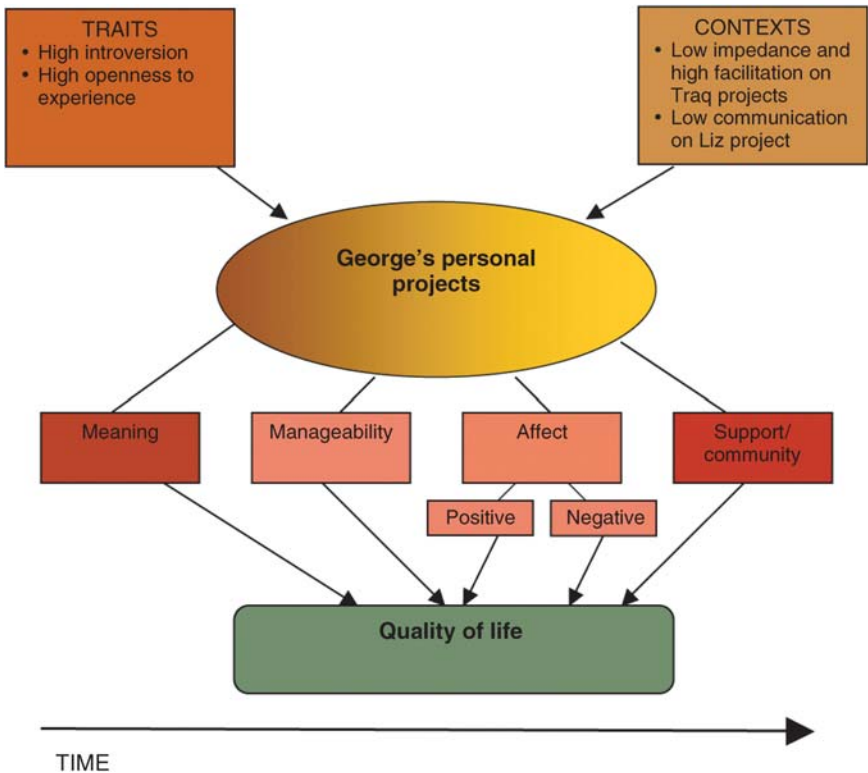 TRAITS
• High introversion
• High openness to
experience
CONTEXTS
• Low impedance and
high facilitation on
Traq projects
• Low communication
on Liz project
George’s personal
projects
Meaning
Manageability
Affect
Support/
community
Positive
Negative
Quality of life
TIME